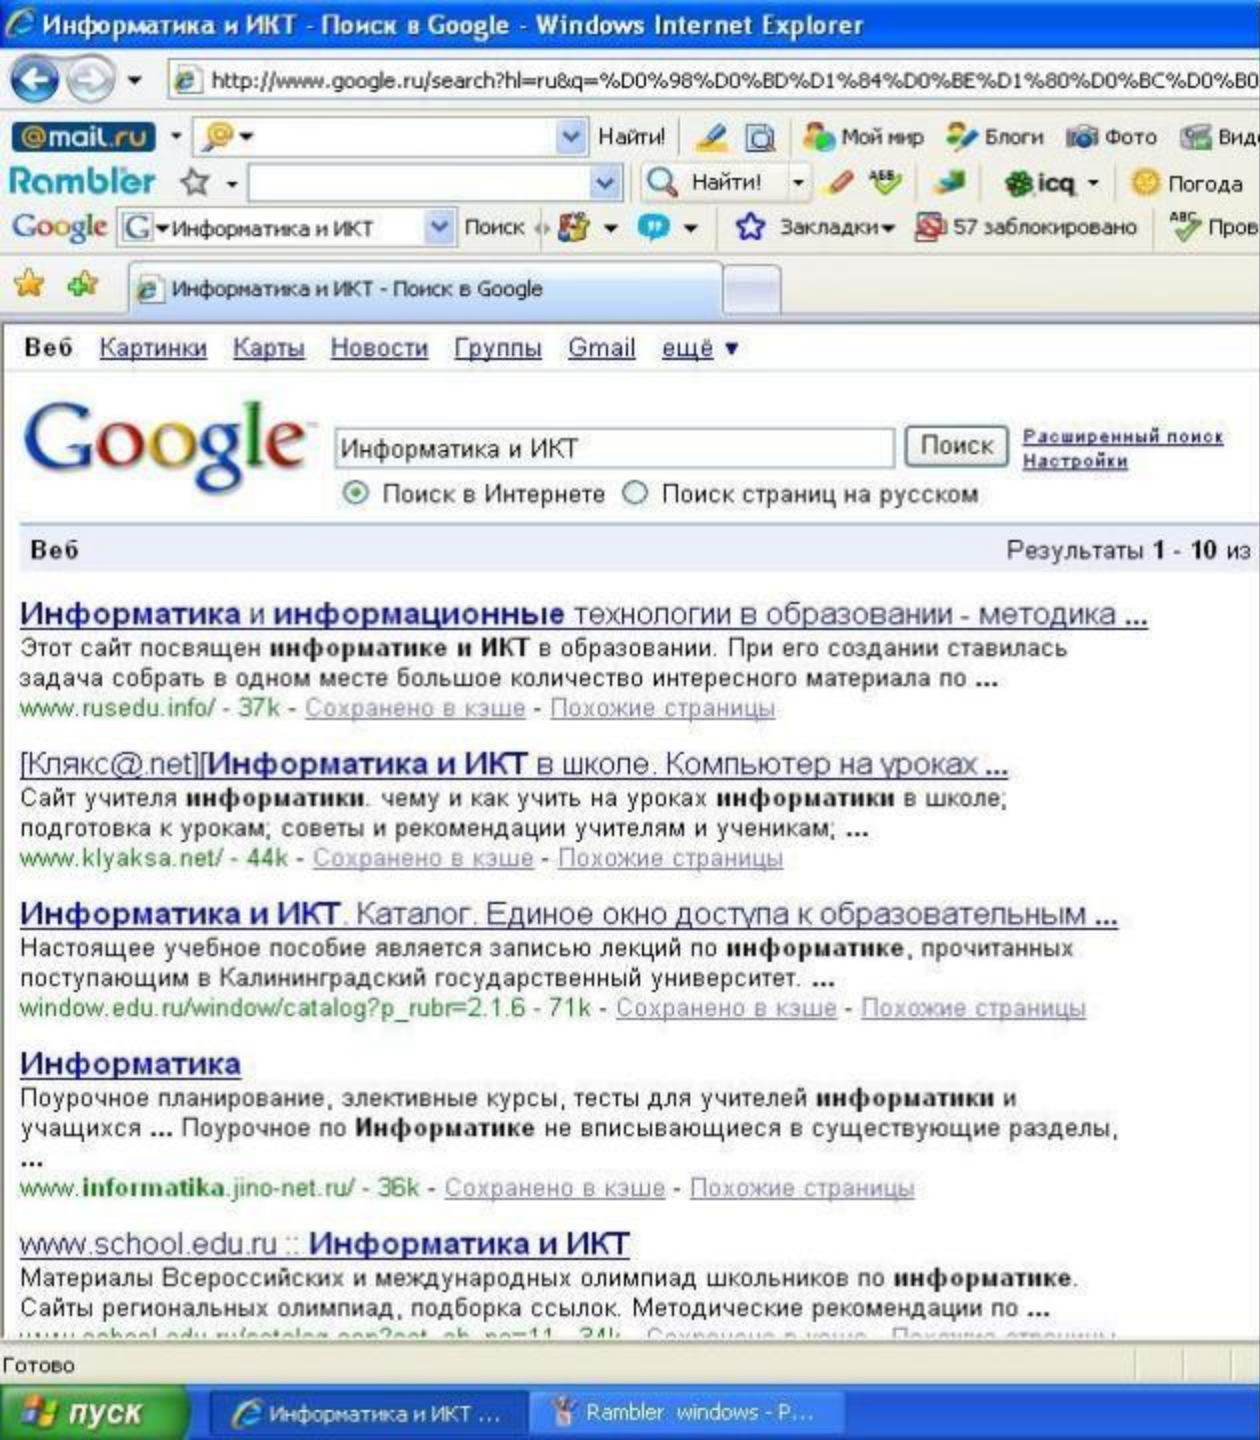 Информатика и ИКТ - Поиск в Google - Windows Internet Explorer
http://www.google.ru/search?hl=ru&q=%D0%98%D0%BD%D1%84%D0%BE%D1%80%D0%BC%D0%B0
@mail.ru Найти! Мой мир Блоги Фото Вид
Rambler Найти! icq Погода
Google G Информатика и ИКТ Поиск Закладки 57 заблокировано Пров
Информатика и ИКТ - Поиск в Google
Веб Картинки Карты Новости Группы Gmail ещё ▼
Google™ Информатика и ИКТ Поиск Расширенный поиск
Настройки
Поиск в Интернете Поиск страниц на русском
Веб Результаты 1 - 10 из
Информатика и информационные технологии в образовании - методика ...
Этот сайт посвящен информатике и ИКТ в образовании. При его создании ставилась
задача собрать в одном месте большое количество интересного материала по ...
www.rusedu.info/ - 37k - Сохранено в кэше - Похожие страницы
[Клякс@.net][Информатика и ИКТ в школе. Компьютер на уроках ...
Сайт учителя информатики. чему и как учить на уроках информатики в школе;
подготовка к урокам; советы и рекомендации учителям и ученикам; ...
www.klyaksa.net/ - 44k - Сохранено в кэше - Похожие страницы
Информатика и ИКТ. Каталог. Единое окно доступа к образовательным ...
Настоящее учебное пособие является записью лекций по информатике, прочитанных
поступающим в Калининградский государственный университет. ...
window.edu.ru/window/catalog?p_rubr=2.1.6 - 71k - Сохранено в кэше - Похожие страницы
Информатика
Поурочное планирование, элективные курсы, тесты для учителей информатики и
учащихся ... Поурочное по Информатике не вписывающиеся в существующие разделы,
...
www.informatika.jino-net.ru/ - 36k - Сохранено в кэше - Похожие страницы
www.school.edu.ru :: Информатика и ИКТ
Материалы Всероссийских и международных олимпиад школьников по информатике.
Сайты региональных олимпиад, подборка ссылок. Методические рекомендации по ...
Готово
пуск Информатика и ИКТ ... Rambler windows - P...